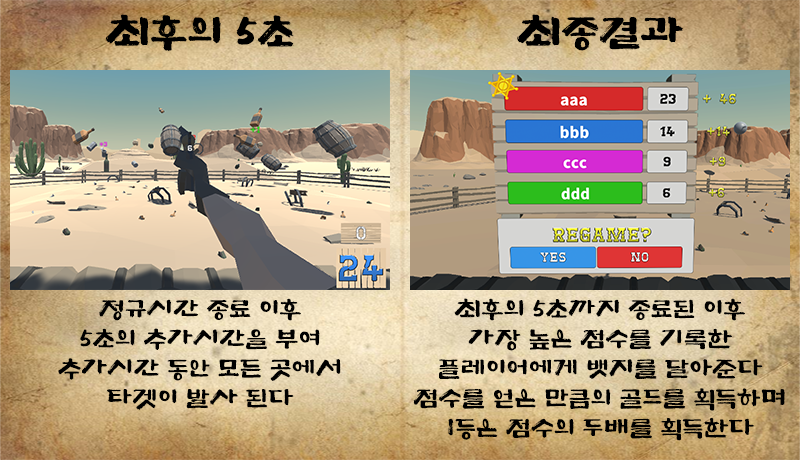 최후의 5초
최종결과
+3
6
0
24
aaa 23 + 46
bbb 14 +14
ccc 9 +9
ddd 6 +6
REGAME?
YES NO
정규시간 종료 이후
5초의 추가시간을 부여
추가시간 동안 모든 곳에서
타겟이 발사 된다
최후의 5초까지 종료된 이후
가장 높은 점수를 기록한
플레이어에게 뱃지를 달아준다
점수를 얻은 만큼의 골드를 획득하며
1등은 점수의 두배를 획득한다